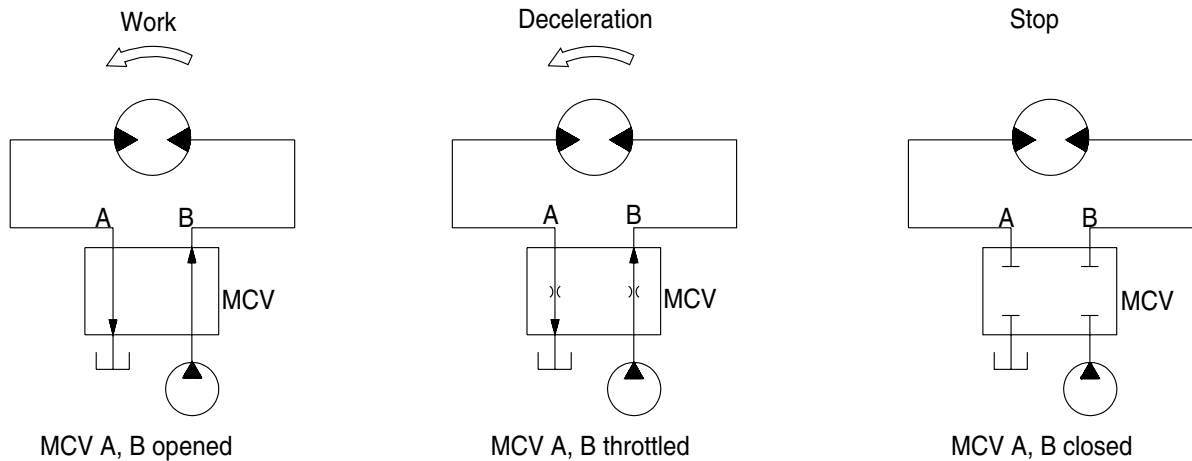 Work
Deceleration
Stop
A B
A B
A B
MCV
MCV
MCV
MCV A, B opened
MCV A, B throttled
MCV A, B closed